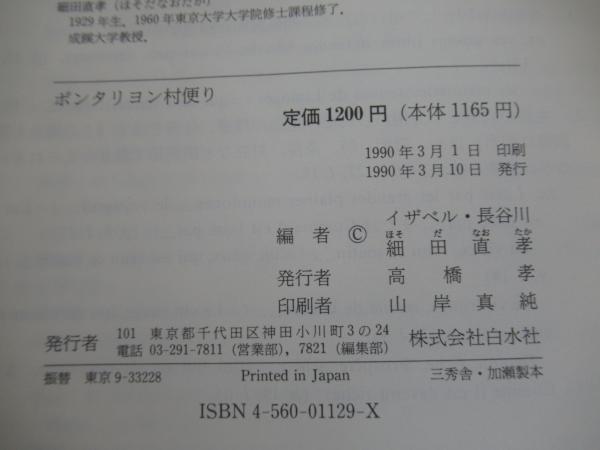 細田直孝(ほそだなおたか)
1929年生.1960年東京大学大学院修士課程修了.
成蹊大学教授.
ポンタリヨン村便り
定価1200円(本体1165円)
1990年3月1日 印刷
1990年3月10日 発行
編者 © イザベル・長谷川
ほそ だ なお たか
細田直孝
発行者 高橋孝
印刷者 山岸真純
発行者 101 東京都千代田区神田小川町3の24
電話 03-291-7811(営業部), 7821(編集部)
株式会社白水社
振替 東京9-33228 Printed in Japan 三秀舎・加瀬製本
ISBN 4-560-01129-X